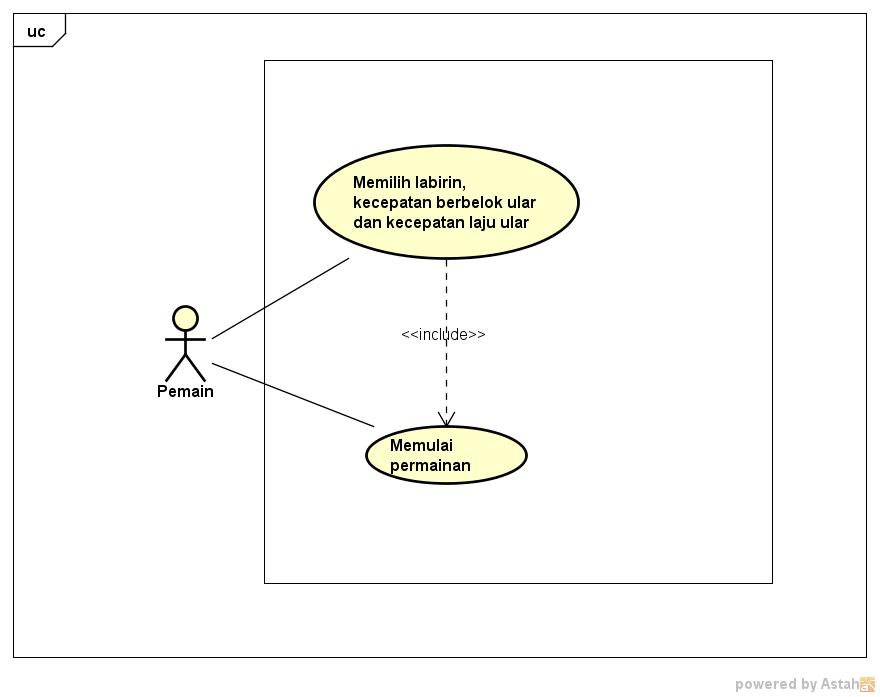 uc
Memilih labirin,
kecepatan berbelok ular
dan kecepatan laju ular
<<include>>
Pemain
Memulai
permainan
powered by Astah